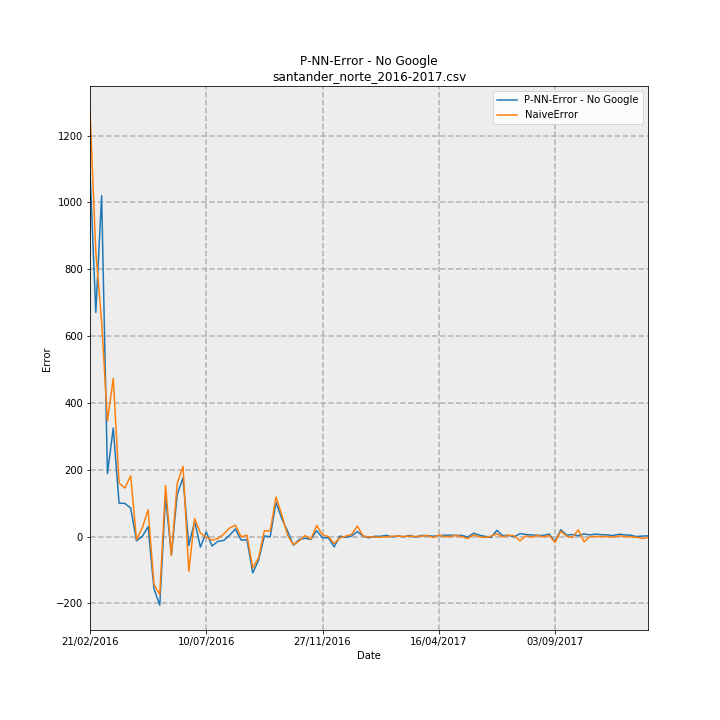 P-NN-Error - No Google
santander_norte_2016-2017.csv
P-NN-Error - No Google
NaiveError
1200
1000
800
600
400
200
0
−200
Error
21/02/2016
10/07/2016
27/11/2016
16/04/2017
03/09/2017
Date